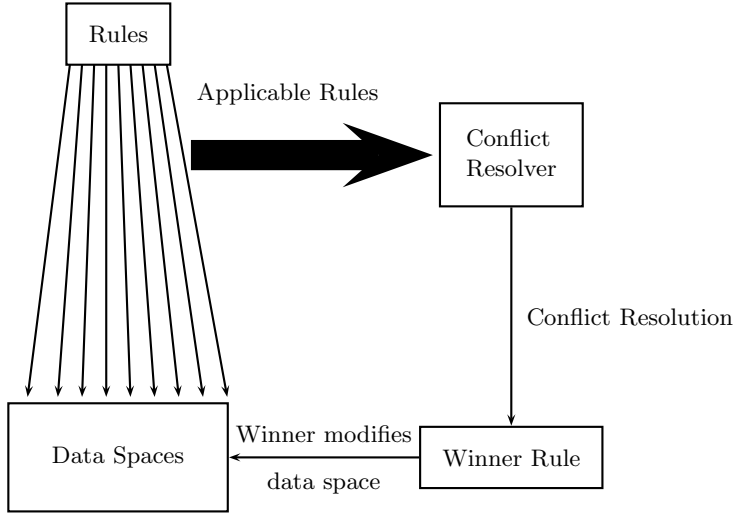 Rules
Applicable Rules
Conflict
Resolver
Conflict Resolution
Winner modifies
data space
Data Spaces
Winner Rule